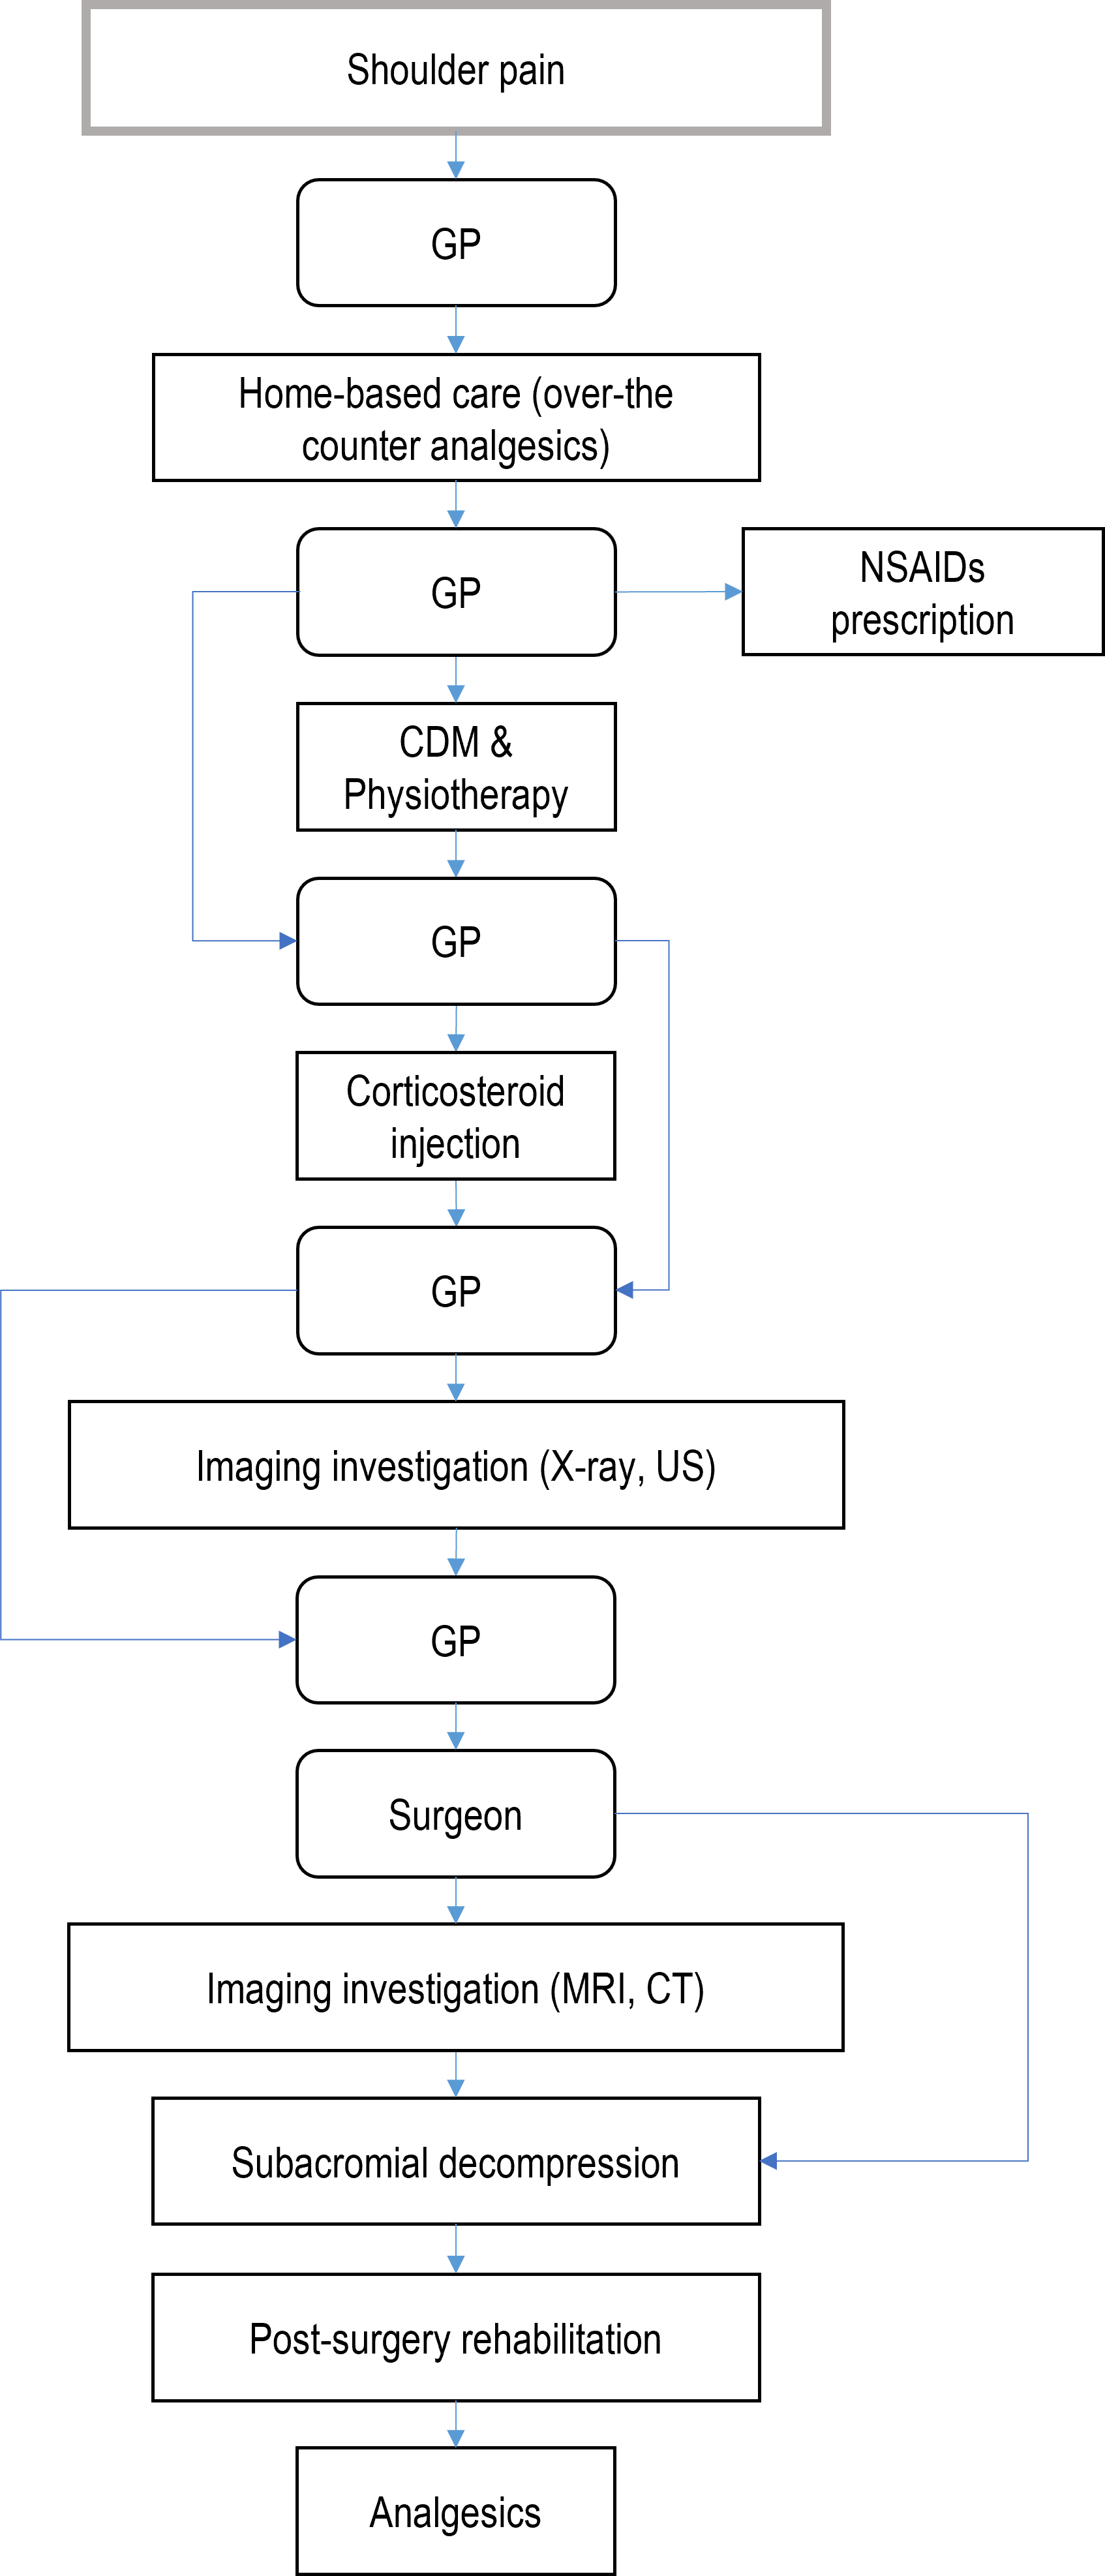 Shoulder pain
GP
Home-based care (over-the
counter analgesics)
GP
NSAIDs
prescription
CDM &
Physiotherapy
GP
Corticosteroid
injection
GP
Imaging investigation (X-ray, US)
GP
Surgeon
Imaging investigation (MRI, CT)
Subacromial decompression
Post-surgery rehabilitation
Analgesics